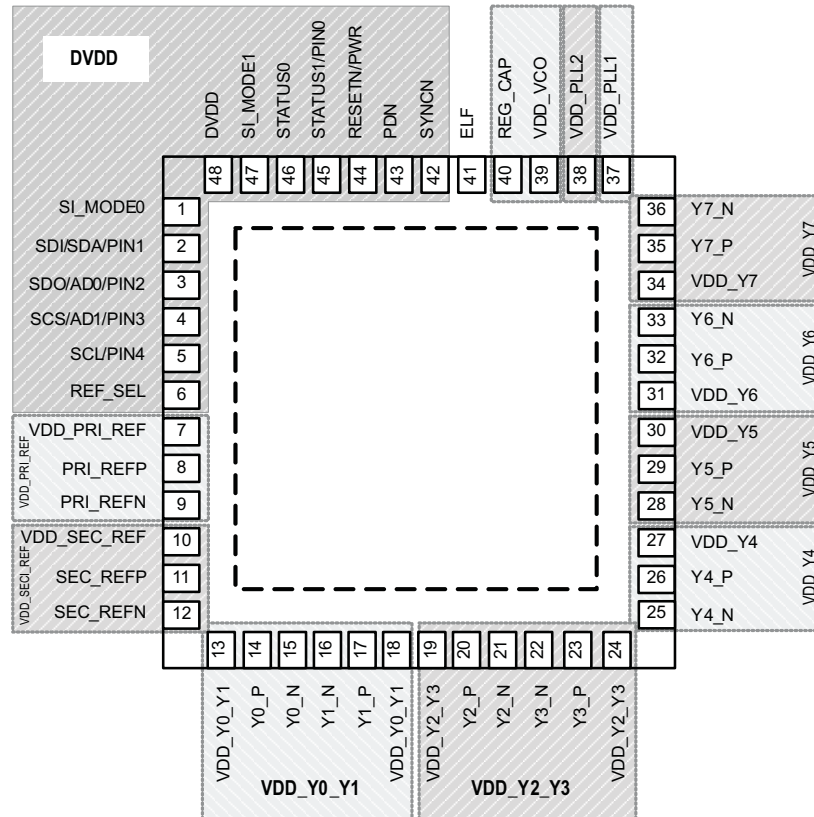 DVDD
DVDD
SI_MODE1
STATUS0
STATUS1/PIN0
RESETN/PWR
PDN
SYNCN
ELF
REG_CAP
VDD_VCO
VDD_PLL2
VDD_PLL1
48
47
46
45
44
43
42
41
40
39
38
37
SI_MODE0 1
SDI/SDA/PIN1 2
SDO/AD0/PIN2 3
SCS/AD1/PIN3 4
SCL/PIN4 5
REF_SEL 6
VDD_PRI_REF 7
PRI_REFP 8
PRI_REFN 9
VDD_PRI_REF
VDD_SEC_REF 10
SEC_REFP 11
SEC_REFN 12
VDD_SECI_REF
36 Y7_N
35 Y7_P
34 VDD_Y7
VDD_Y7
33 Y6_N
32 Y6_P
31 VDD_Y6
VDD_Y6
30 VDD_Y5
29 Y5_P
28 Y5_N
VDD_Y5
27 VDD_Y4
26 Y4_P
25 Y4_N
VDD_Y4
13
14
15
16
17
18
19
20
21
22
23
24
VDD_Y0_Y1
Y0_P
Y0_N
Y1_N
Y1_P
VDD_Y0_Y1
VDD_Y2_Y3
Y2_P
Y2_N
Y3_N
Y3_P
VDD_Y2_Y3
VDD_Y0_Y1
VDD_Y2_Y3